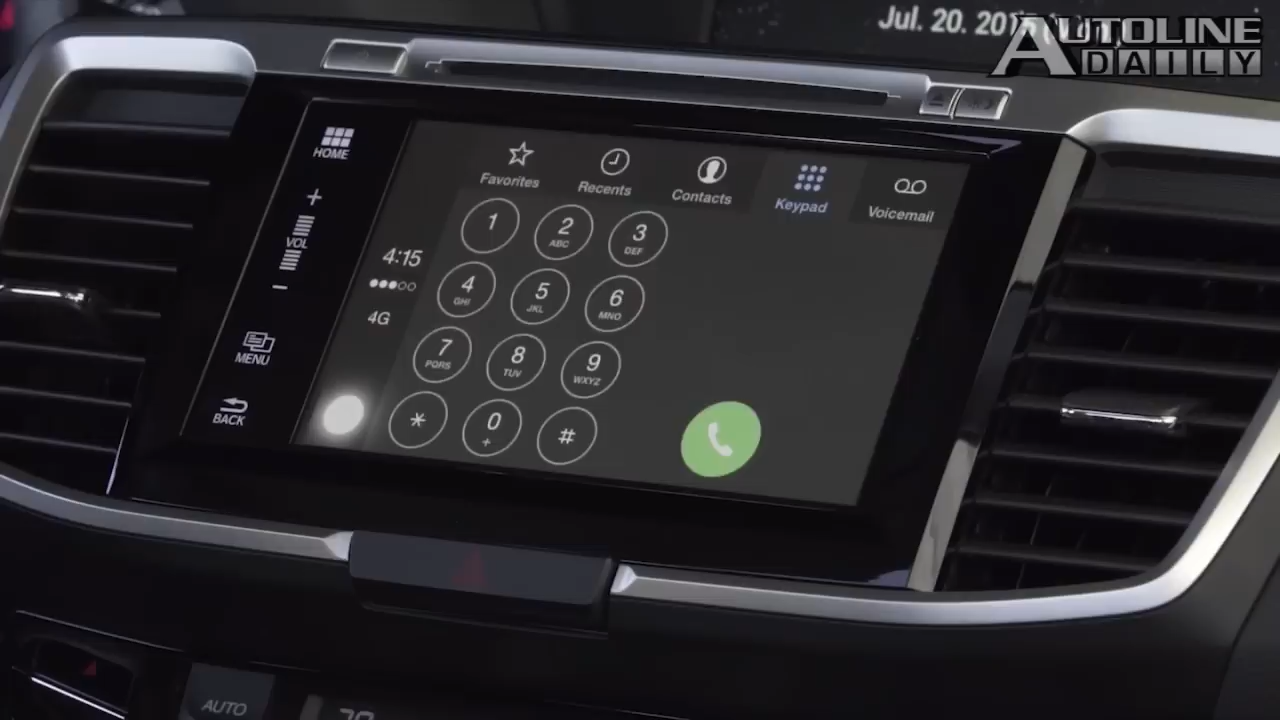 Jul. 20. 2015
AUTOLINE
DAILY
HOME
+
VOL
−
MENU
BACK
4:15
4G
Favorites
Recents
Contacts
Keypad
Voicemail
1
2
ABC
3
DEF
4
GHI
5
JKL
6
MNO
7
PQRS
8
TUV
9
WXYZ
*
0
+
#
AUTO